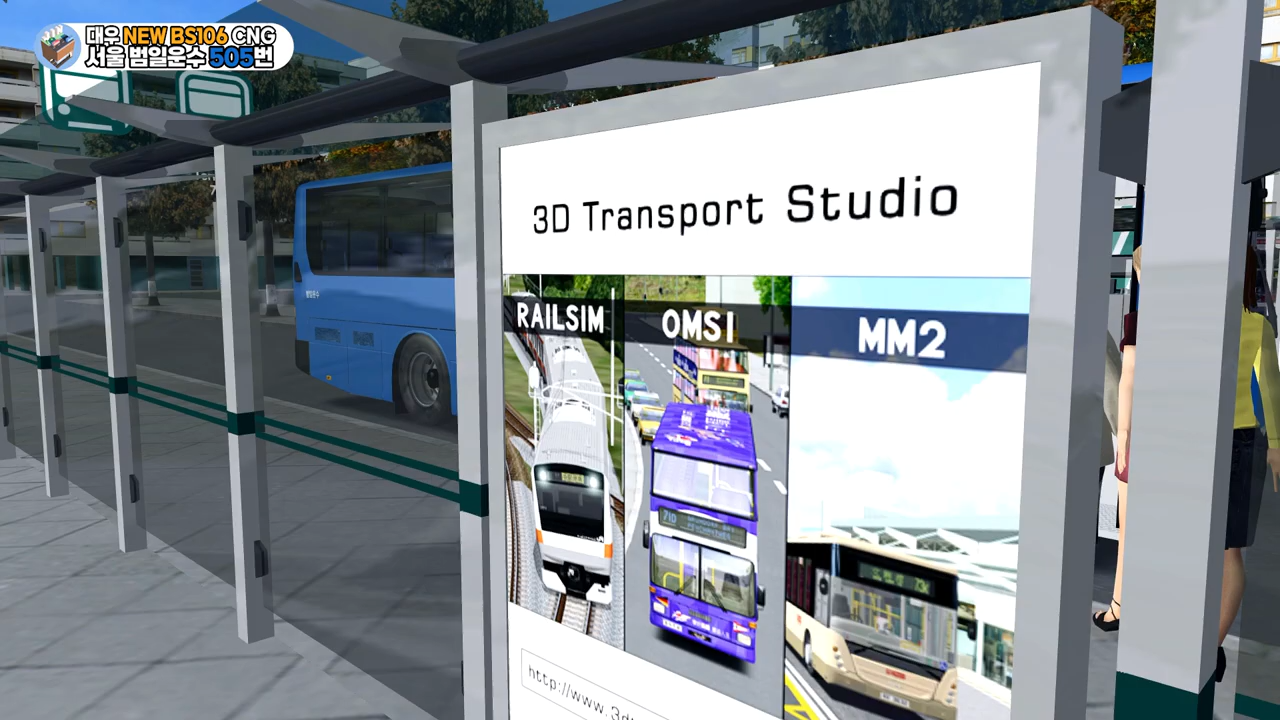 대우 NEW BS106 CNG
서울 범일운수 505번
3D Transport Studio
RAILSIM
OMSI
MM2
710
http://www.3d